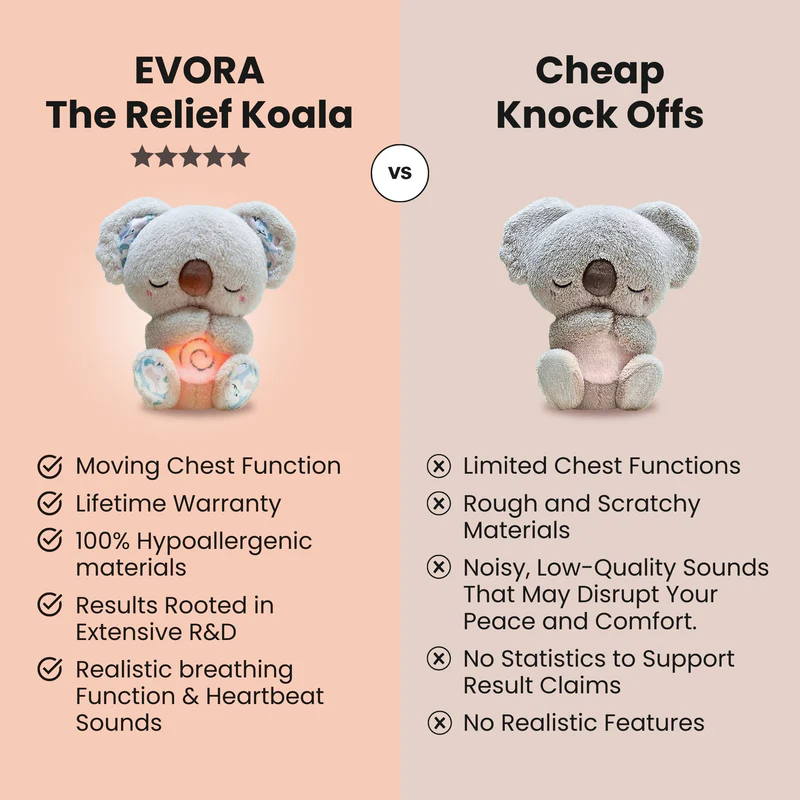 EVORA
The Relief Koala
vs
Cheap
Knock Offs
Moving Chest Function
Lifetime Warranty
100% Hypoallergenic
materials
Results Rooted in
Extensive R&D
Realistic breathing
Function & Heartbeat
Sounds
Limited Chest Functions
Rough and Scratchy
Materials
Noisy, Low-Quality Sounds
That May Disrupt Your
Peace and Comfort.
No Statistics to Support
Result Claims
No Realistic Features